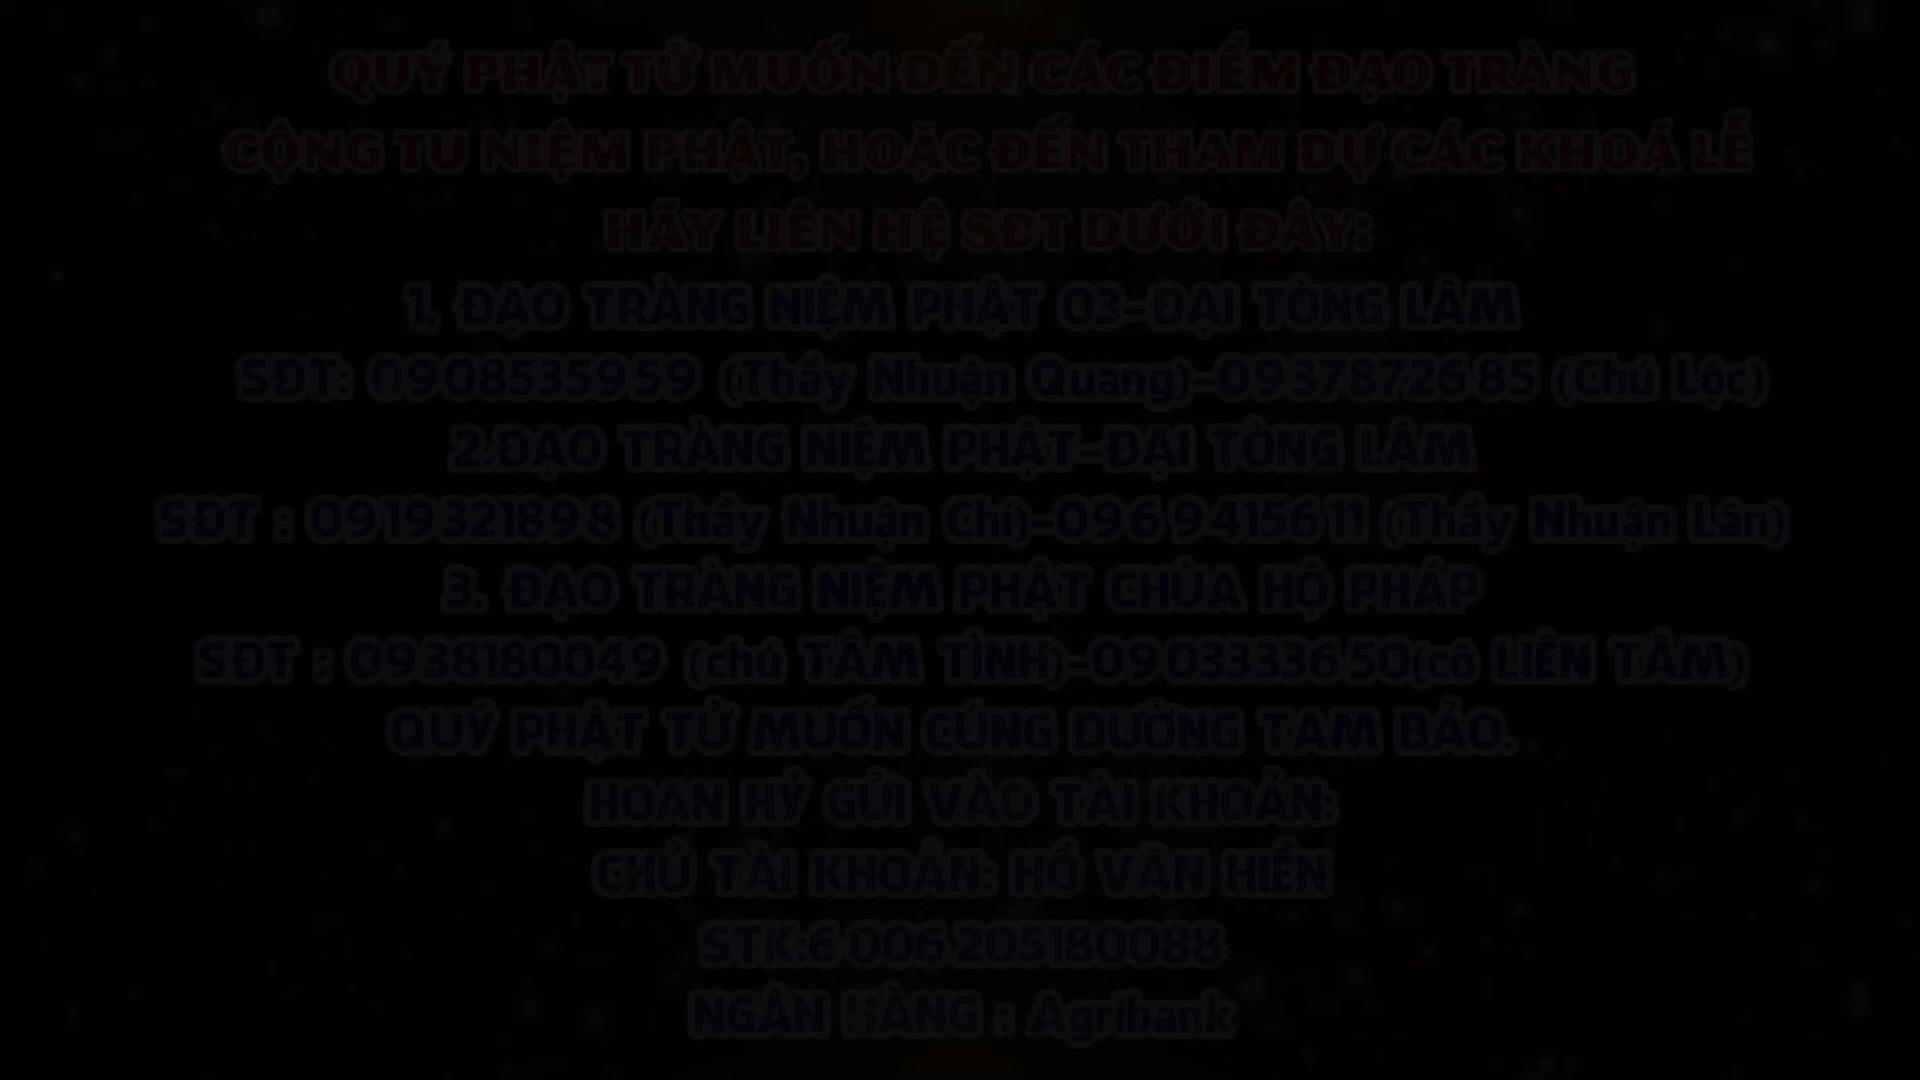 QUÝ PHẬT TỬ MUỐN ĐẾN CÁC ĐIỂM ĐẠO TRÀNG
CỘNG TU NIỆM PHẬT, HOẶC ĐẾN THAM DỰ CÁC KHOÁ LỄ
HÃY LIÊN HỆ SĐT DƯỚI ĐÂY:
1, ĐẠO TRÀNG NIỆM PHẬT 03-ĐẠI TÒNG LÂM
SĐT: 0908535959 (Thầy Nhuận Quang)-0937872685 (Chú Lộc)
2.ĐẠO TRÀNG NIỆM PHẬT-ĐẠI TÒNG LÂM
SĐT : 0919321898 (Thầy Nhuận Chí)-0969415611 (Thầy Nhuận Lân)
3. ĐẠO TRÀNG NIỆM PHẬT CHÙA HỘ PHÁP
SĐT : 0938180049 (chú TÂM TÌNH)-0903333650(cô LIÊN TÂM)
QUÝ PHẬT TỬ MUỐN CÚNG DƯỜNG TAM BẢO.
HOAN HỶ GỬI VÀO TÀI KHOẢN:
CHỦ TÀI KHOẢN: HỒ VĂN HIỀN
STK:6006205180088
NGÂN HÀNG : Agribank